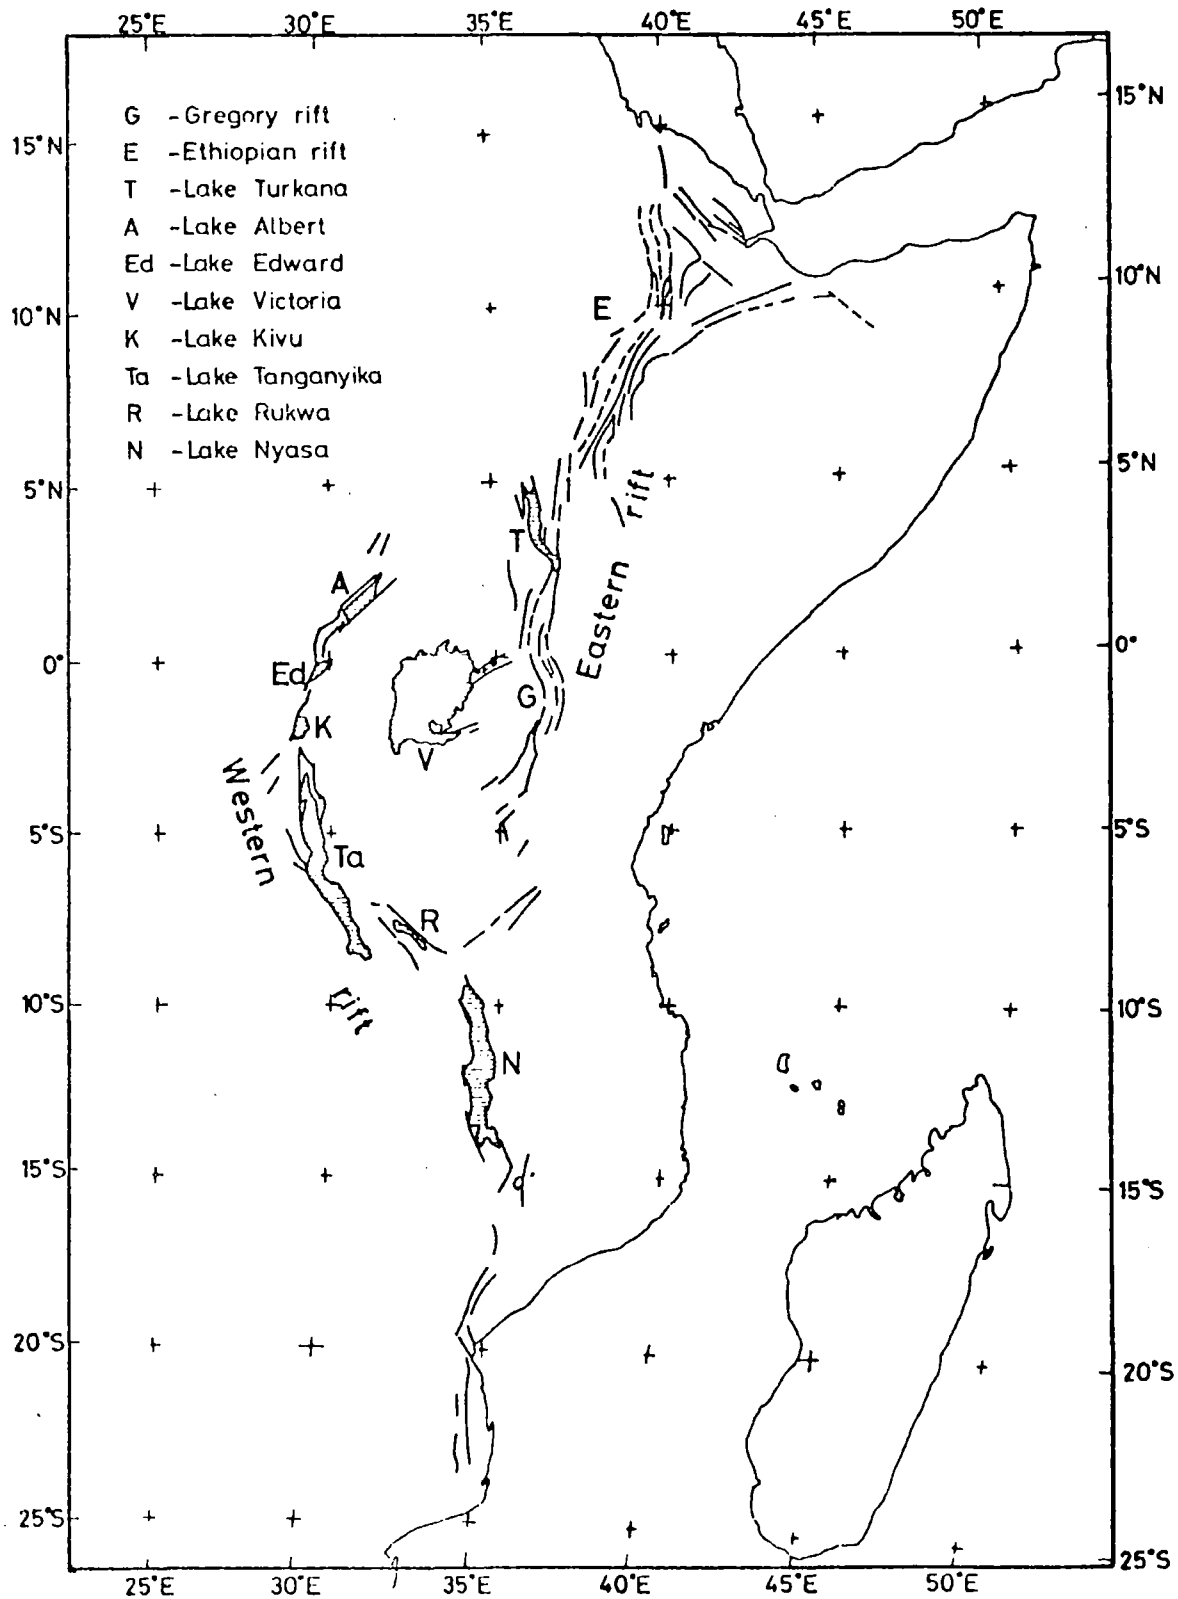 25°E 30°E 35°E 40°E 45°E 50°E
G -Gregory rift
E -Ethiopian rift
T -Lake Turkana
A -Lake Albert
Ed -Lake Edward
V -Lake Victoria
K -Lake Kivu
Ta -Lake Tanganyika
R -Lake Rukwa
N -Lake Nyasa
15°N
10°N
5°N
0°
5°S
10°S
15°S
20°S
25°S
15°N
10°N
5°N
0°
5°S
10°S
15°S
20°S
25°S
E
T
Eastern rift
A
Ed
G
K
V
Western rift
Ta
R
N
25°E 30°E 35°E 40°E 45°E 50°E